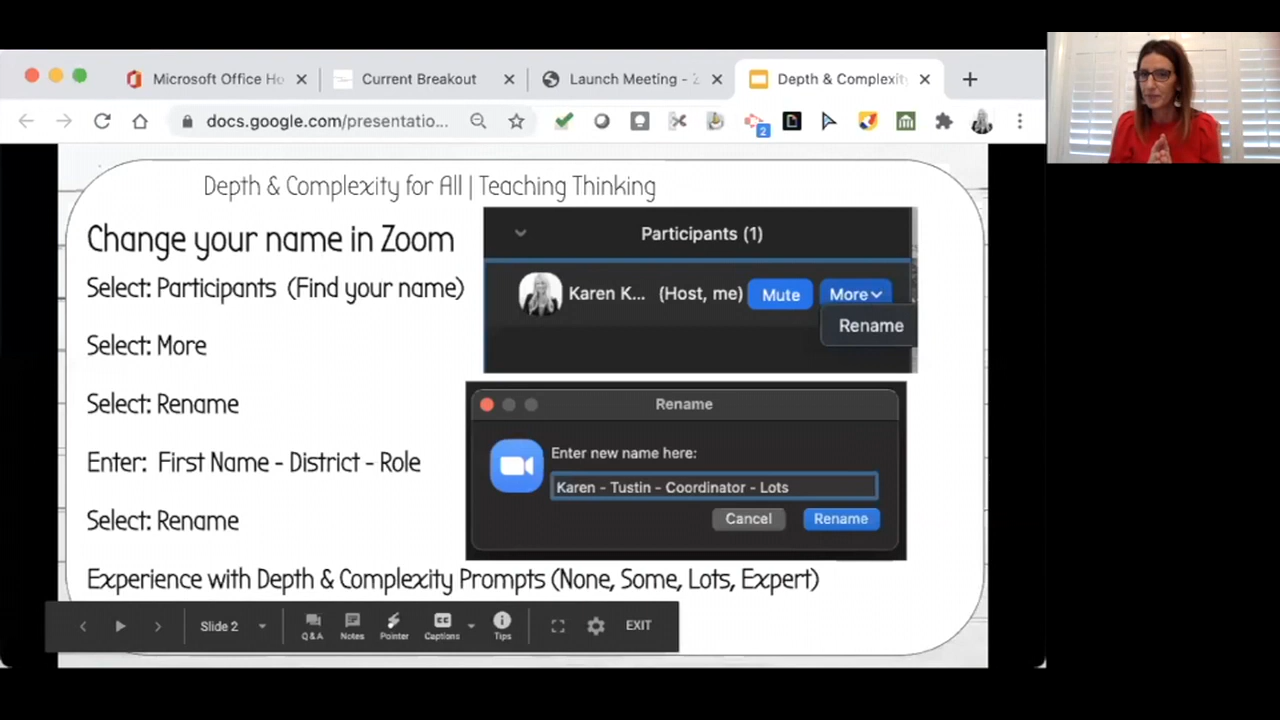 Microsoft Office Ho
Current Breakout
Launch Meeting - Z
Depth & Complexity
docs.google.com/presentatio...
2
Depth & Complexity for All | Teaching Thinking
Change your name in Zoom
Select: Participants (Find your name)
Select: More
Select: Rename
Enter: First Name - District - Role
Select: Rename
Experience with Depth & Complexity Prompts (None, Some, Lots, Expert)
Participants (1)
Karen K... (Host, me) Mute More
Rename
Rename
Enter new name here:
Karen - Tustin - Coordinator - Lots
Cancel Rename
Slide 2 Q&A Notes Pointer CC Captions Tips EXIT